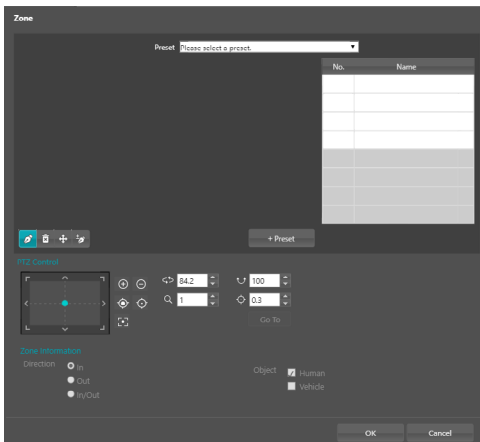 Zone
Preset Please select a preset.
No. Name
+ Preset
PTZ Control
84.2 100
1 0.3
Go To
Zone Information
Direction In Object Human
Out Vehicle
In/Out
OK Cancel